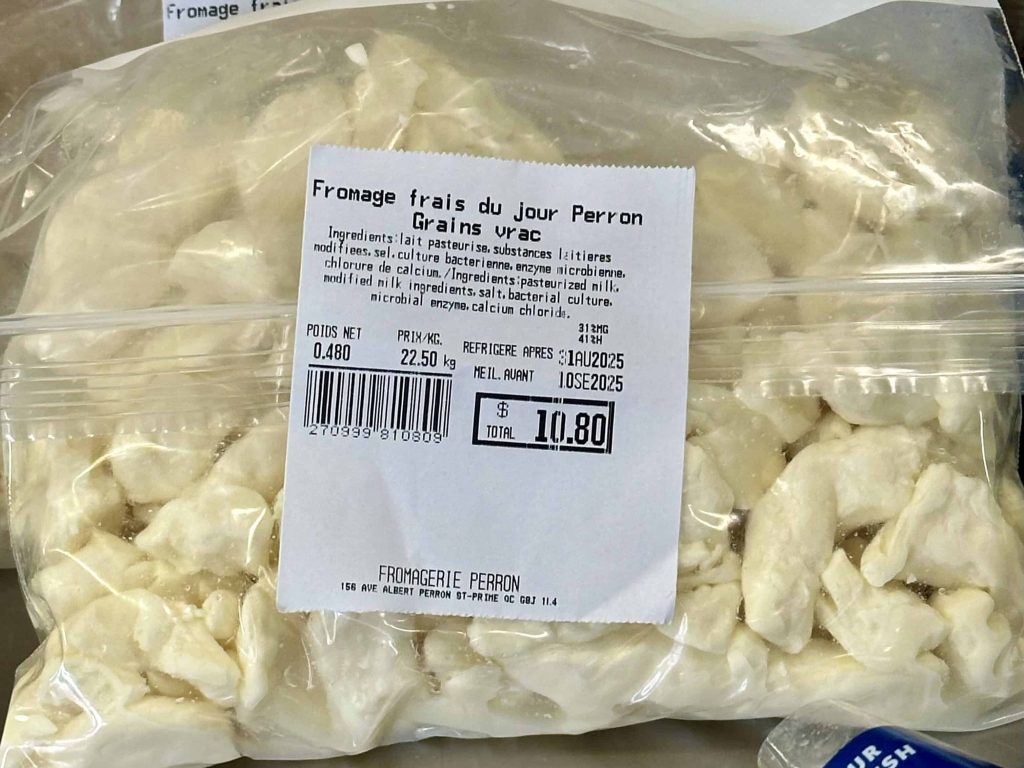 Fromage
Fromage frais du jour Perron
Grains vrac
Ingredients:lait pasteurise, substances laitieres
modifiees, sel, culture bacterienne, enzyme microbienne,
chlorure de calcium./Ingredients:pasteurized milk,
modified milk ingredients, salt, bacterial culture,
microbial enzyme, calcium chloride.
31%MG
41%H
POIDS NET
PRIX/KG.
REFRIGERE APRES 31AU2025
0.480
22.50 kg
MEIL. AVANT 10SE2025
$
TOTAL 10.80
270999 810809
FROMAGERIE PERRON
156 AVE ALBERT PERRON ST-PRIME QC G8J 1L4